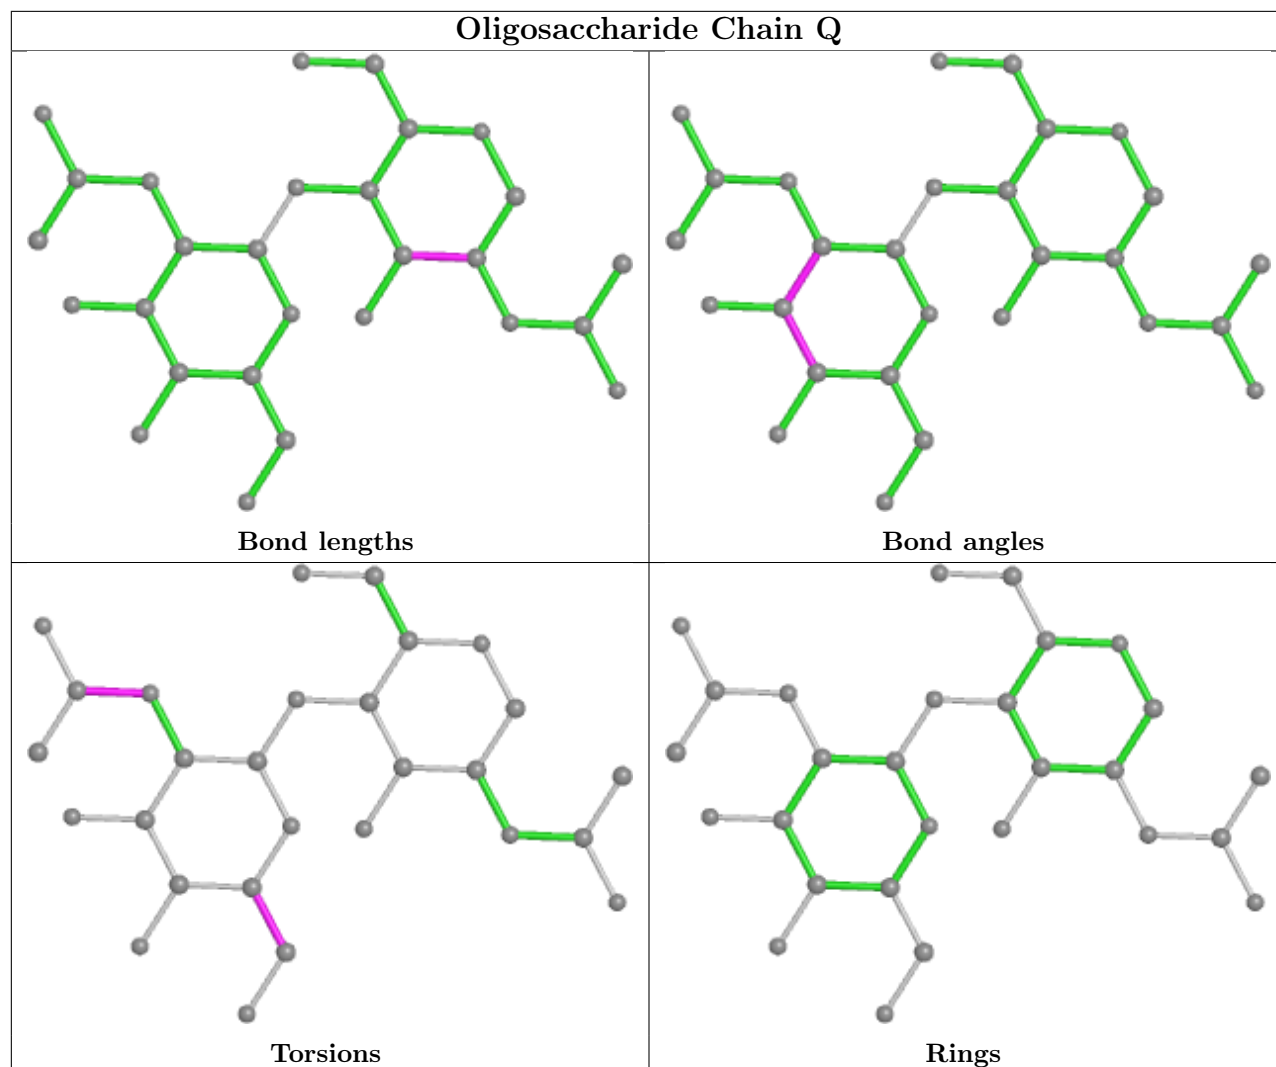 Oligosaccharide Chain Q
Bond lengths
Bond angles
Torsions
Rings